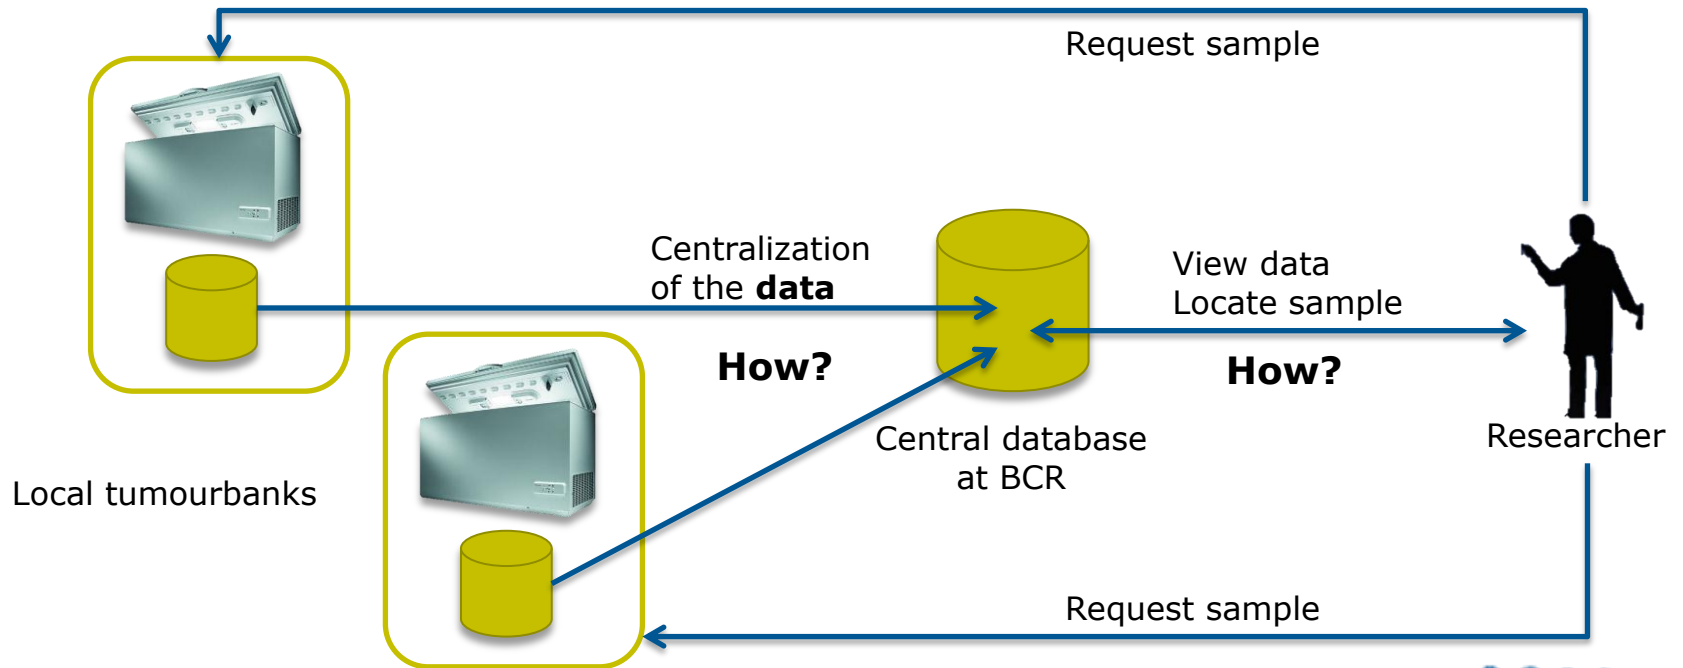 Request sample
Centralization
of the data
How?
View data
Locate sample
How?
Central database
at BCR
Researcher
Local tumourbanks
Request sample